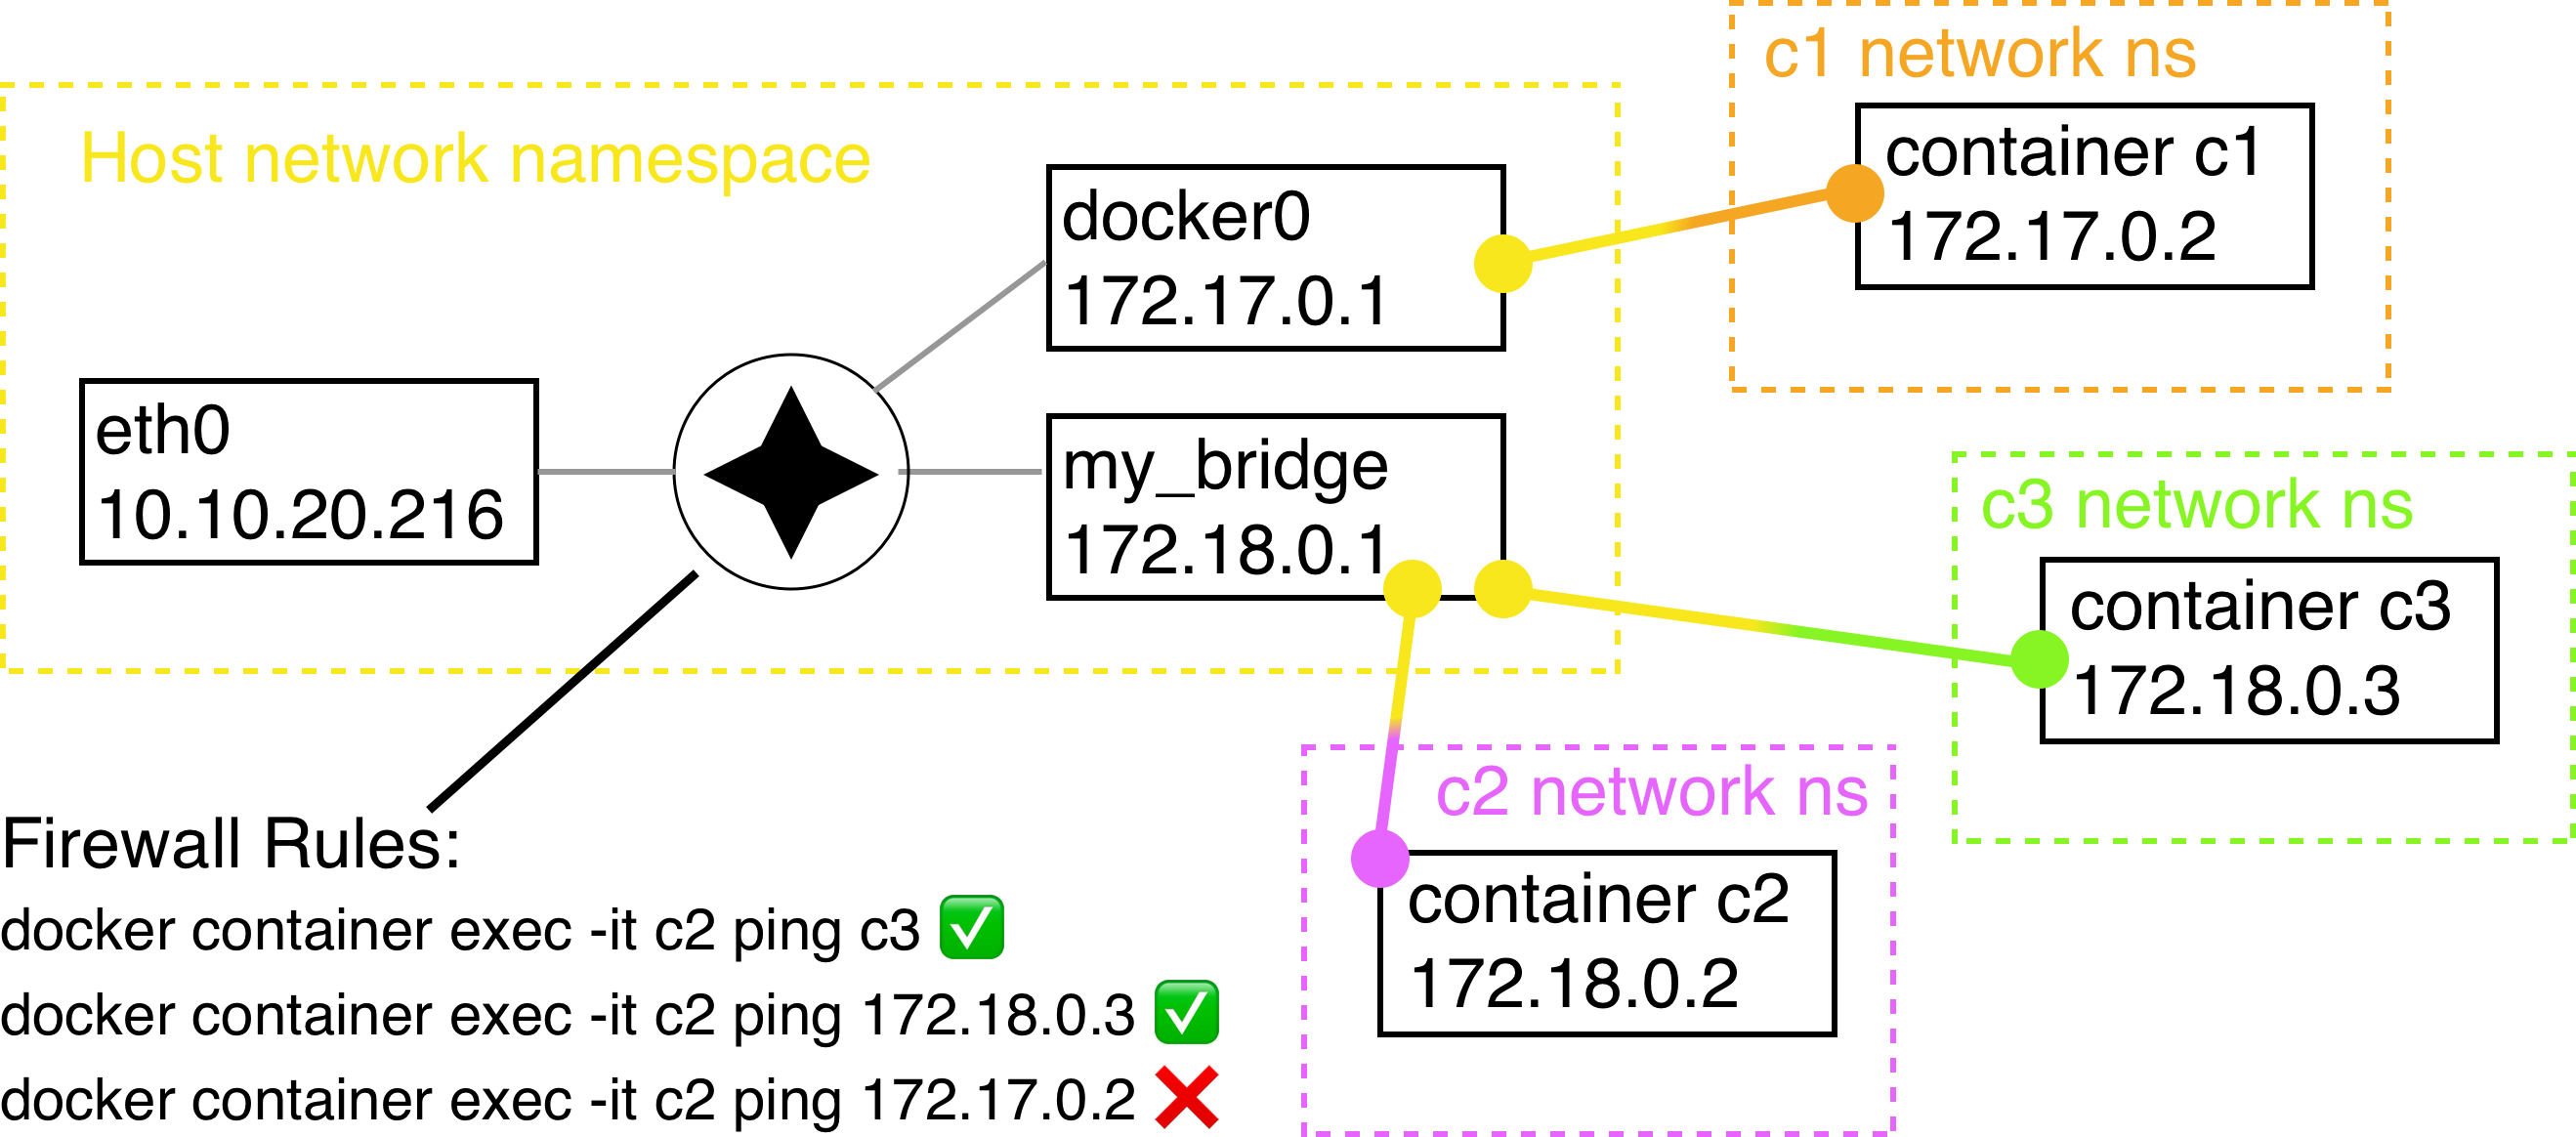 c1 network ns
container c1
172.17.0.2
Host network namespace
docker0
172.17.0.1
eth0
10.10.20.216
my_bridge
172.18.0.1
c3 network ns
container c3
172.18.0.3
c2 network ns
container c2
172.18.0.2
Firewall Rules:
docker container exec -it c2 ping c3 ✅
docker container exec -it c2 ping 172.18.0.3 ✅
docker container exec -it c2 ping 172.17.0.2 ❌